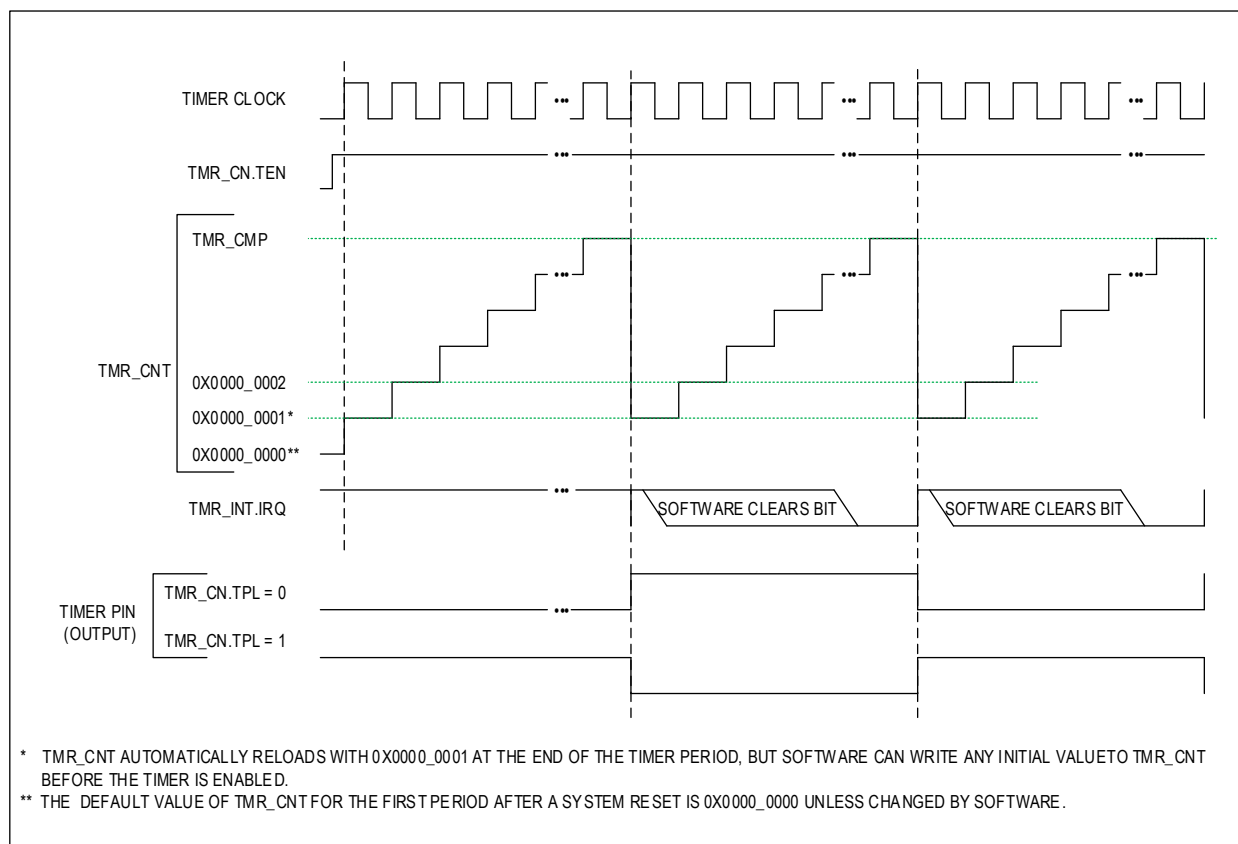 TIMER CLOCK
TMR_CN.TEN
TMR_CMP
TMR_CNT
0X0000_0002
0X0000_0001*
0X0000_0000**
TMR_INT.IRQ
SOFTWARE CLEARS BIT
SOFTWARE CLEARS BIT
TMR_CN.TPL = 0
TIMER PIN
(OUTPUT)
TMR_CN.TPL = 1
* TMR_CNT AUTOMATICALLY RELOADS WITH 0X0000_0001 AT THE END OF THE TIMER PERIOD, BUT SOFTWARE CAN WRITE ANY INITIAL VALUE TO TMR_CNT
BEFORE THE TIMER IS ENABLED.
** THE DEFAULT VALUE OF TMR_CNT FOR THE FIRST PERIOD AFTER A SYSTEM RESET IS 0X0000_0000 UNLESS CHANGED BY SOFTWARE.